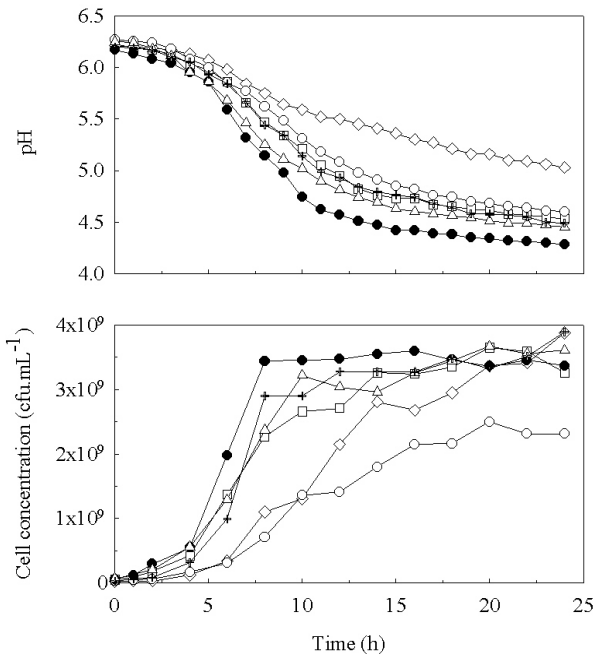 6.5
6.0
5.5
5.0
4.5
4.0
pH
4x10⁹
3x10⁹
2x10⁹
1x10⁹
0
Cell concentration (cfu.mL⁻¹)
0 5 10 15 20 25
Time (h)